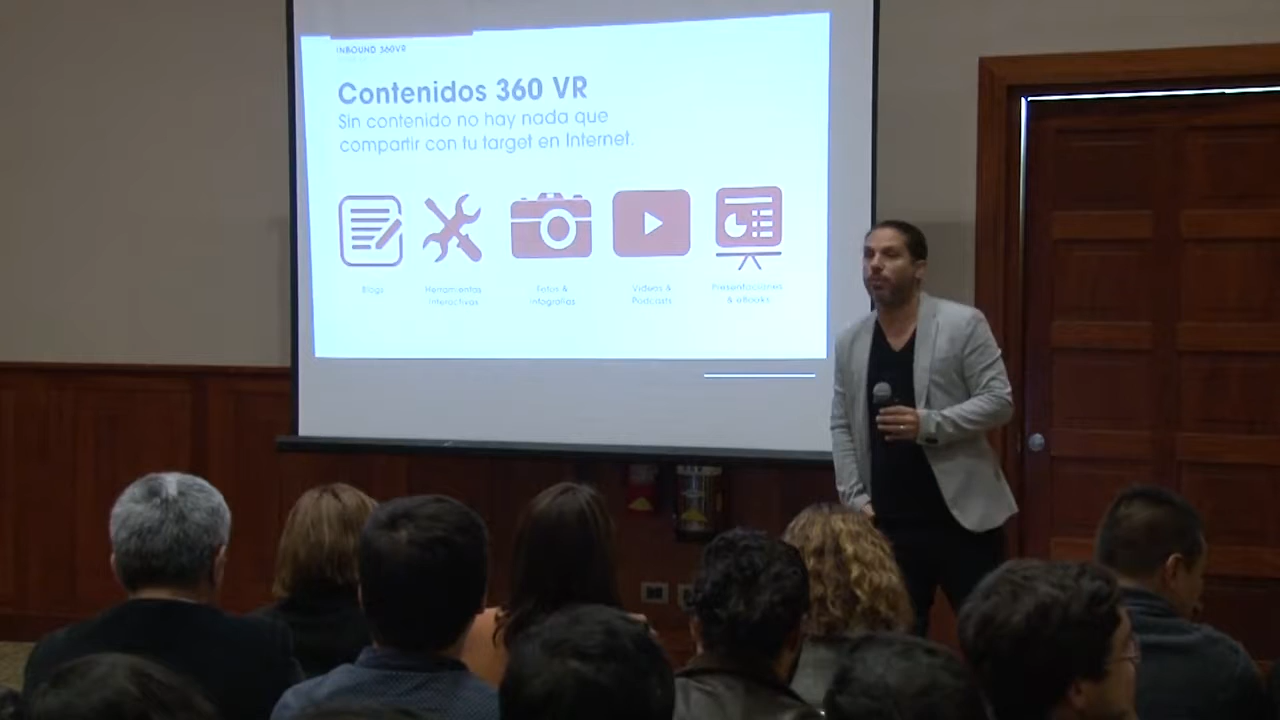 INBOUND 360VR
Contenidos 360 VR
Sin contenido no hay nada que
compartir con tu target en Internet.
Blogs
Herramientas
Interactivas
Fotos &
Infografías
Videos &
Podcasts
Presentaciones
& eBooks